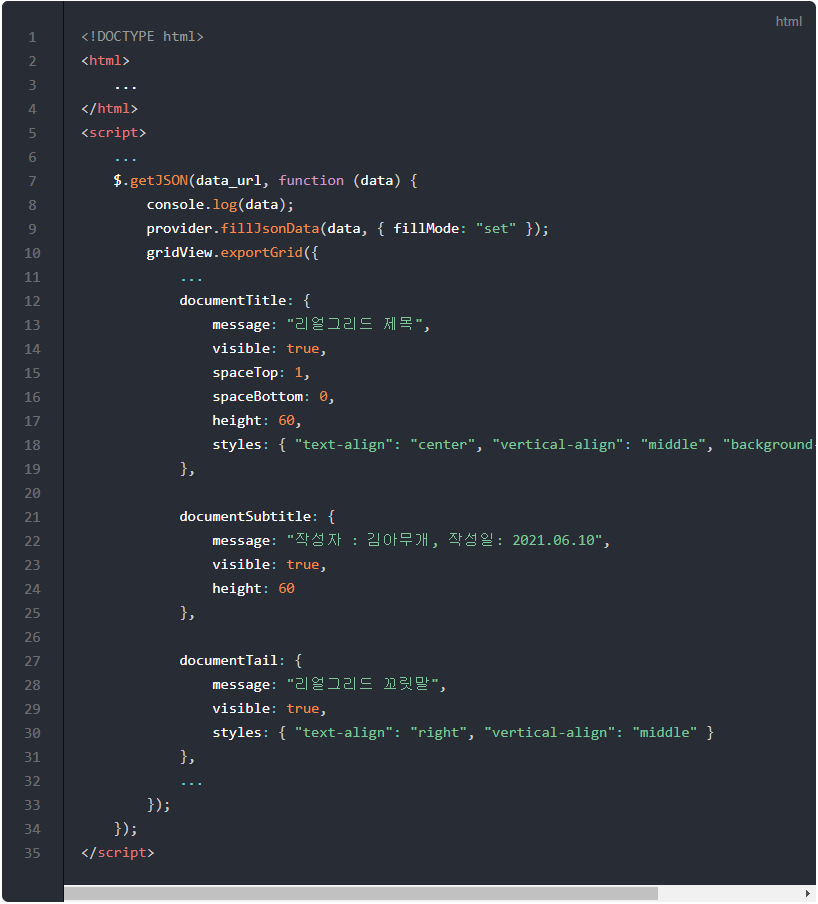 html
1 <!DOCTYPE html>
2 <html>
3     ...
4 </html>
5 <script>
6     ...
7     $.getJSON(data_url, function (data) {
8         console.log(data);
9         provider.fillJsonData(data, { fillMode: "set" });
10         gridView.exportGrid({
11             ...
12             documentTitle: {
13                 message: "리얼그리드 제목",
14                 visible: true,
15                 spaceTop: 1,
16                 spaceBottom: 0,
17                 height: 60,
18                 styles: { "text-align": "center", "vertical-align": "middle", "background-
19             },
20
21             documentSubtitle: {
22                 message: "작성자 : 김아무개, 작성일: 2021.06.10",
23                 visible: true,
24                 height: 60
25             },
26
27             documentTail: {
28                 message: "리얼그리드 꼬릿말",
29                 visible: true,
30                 styles: { "text-align": "right", "vertical-align": "middle" }
31             },
32             ...
33         });
34     });
35 </script>